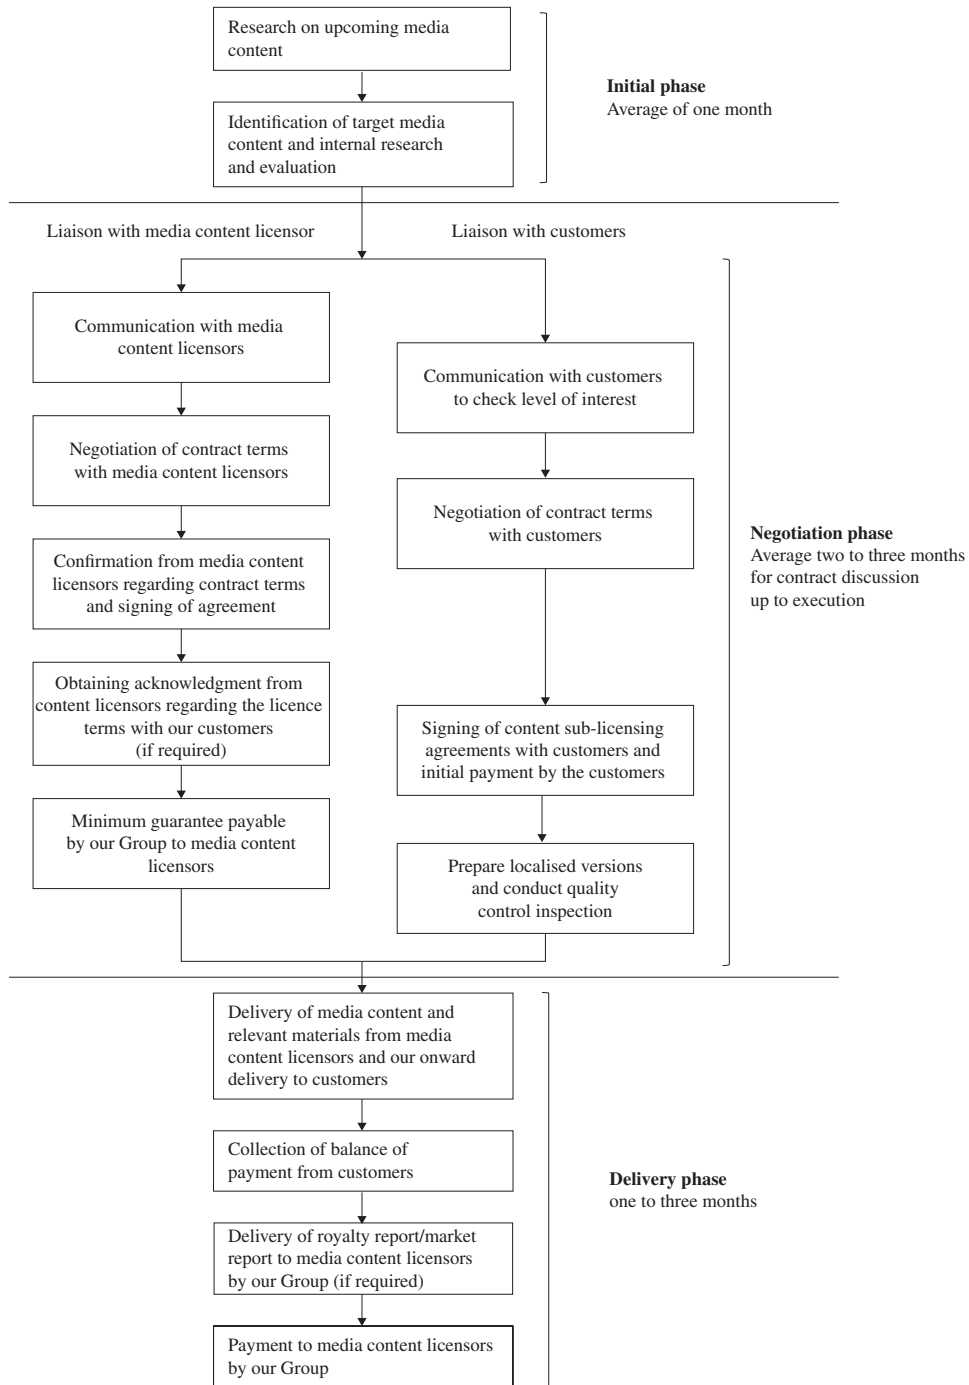 Research on upcoming media
content
Initial phase
Average of one month
Identification of target media
content and internal research
and evaluation
Liaison with media content licensor
Liaison with customers
Communication with media
content licensors
Negotiation of contract terms
with media content licensors
Confirmation from media content
licensors regarding contract terms
and signing of agreement
Obtaining acknowledgment from
content licensors regarding the licence
terms with our customers
(if required)
Minimum guarantee payable
by our Group to media content
licensors
Communication with customers
to check level of interest
Negotiation of contract terms
with customers
Signing of content sub-licensing
agreements with customers and
initial payment by the customers
Prepare localised versions
and conduct quality
control inspection
Negotiation phase
Average two to three months
for contract discussion
up to execution
Delivery of media content and
relevant materials from media
content licensors and our onward
delivery to customers
Collection of balance of
payment from customers
Delivery of royalty report/market
report to media content licensors
by our Group (if required)
Payment to media content licensors
by our Group
Delivery phase
one to three months